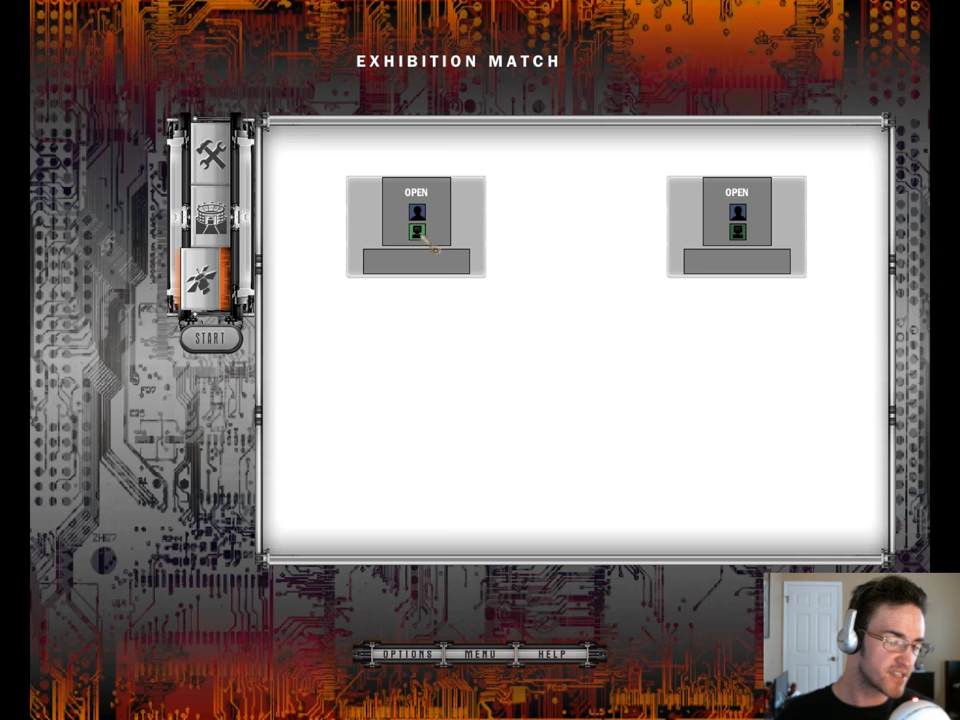 EXHIBITION MATCH
OPEN
OPEN
START
OPTIONS
MENU
HELP